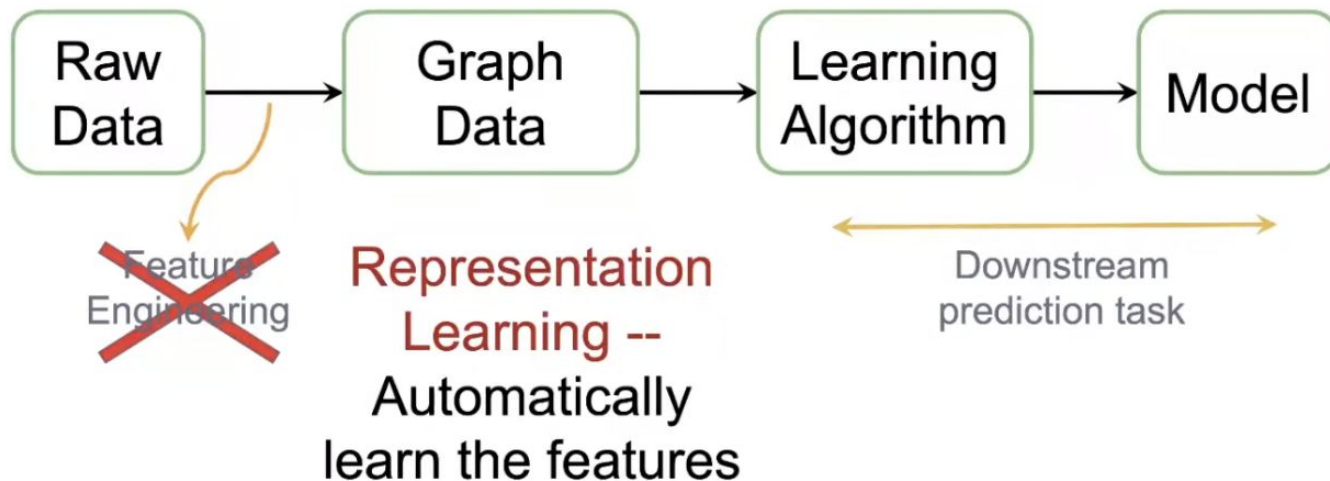 Raw
Data
Graph
Data
Learning
Algorithm
Model
Feature
Engineering
Representation
Learning --
Automatically
learn the features
Downstream
prediction task